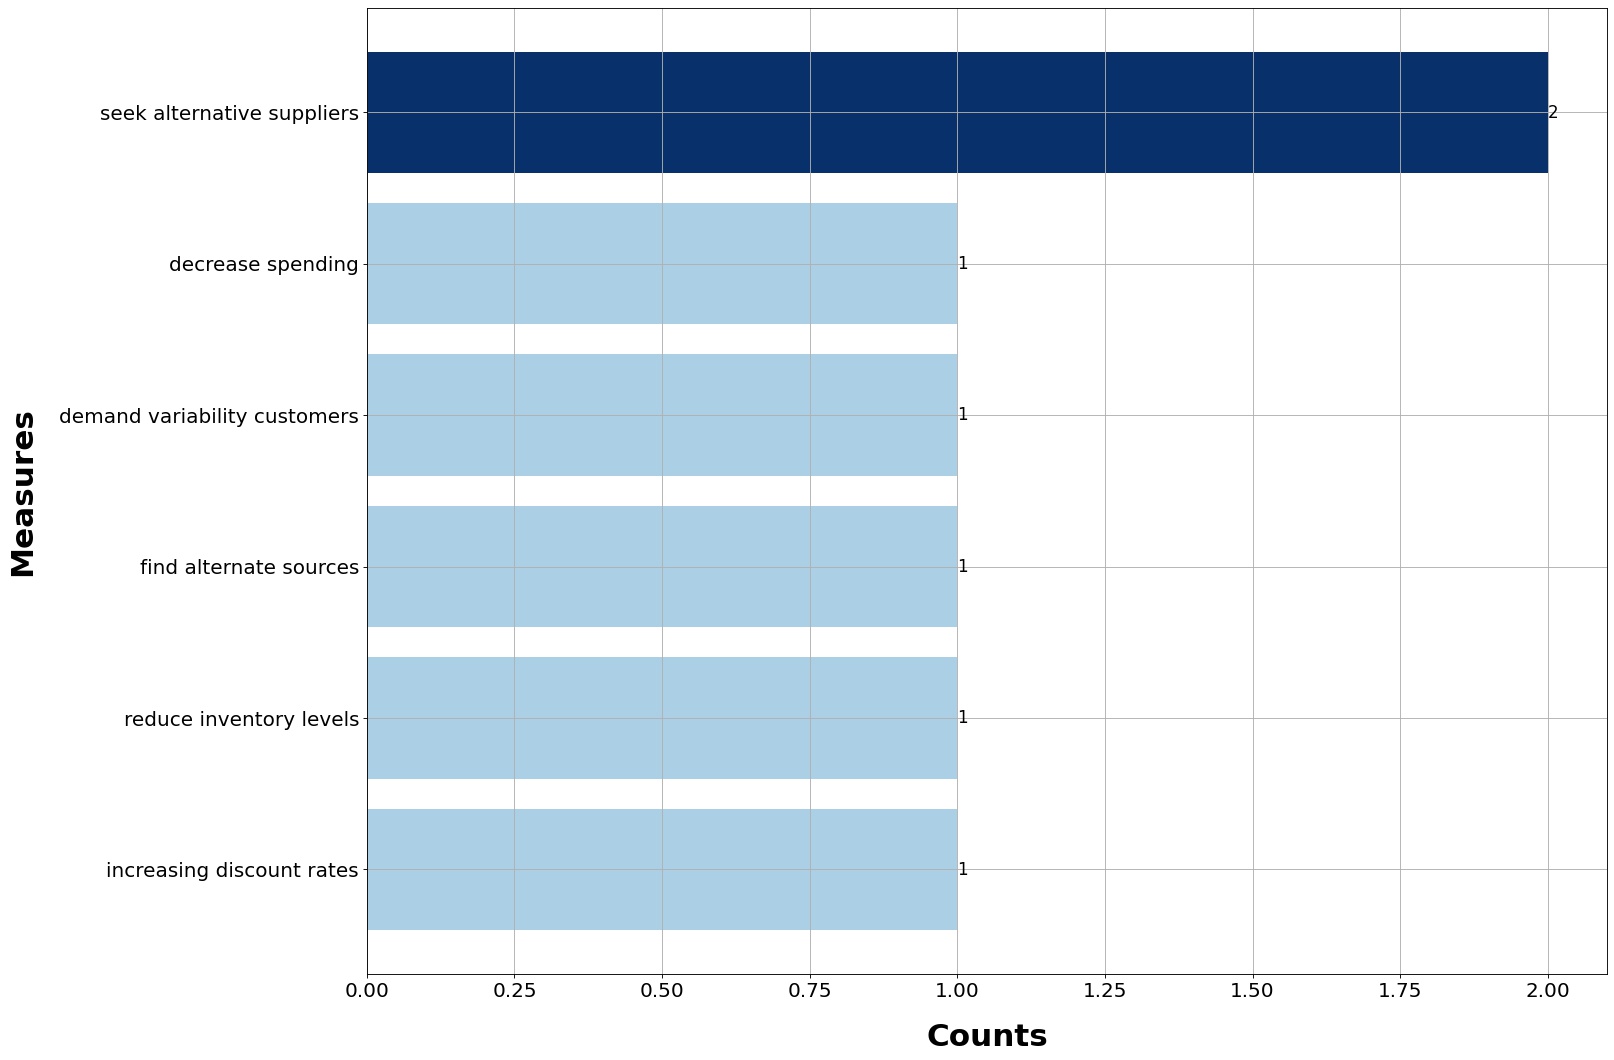 seek alternative suppliers
2
decrease spending
1
demand variability customers
1
find alternate sources
1
reduce inventory levels
1
increasing discount rates
1
Measures
0.00 0.25 0.50 0.75 1.00 1.25 1.50 1.75 2.00
Counts